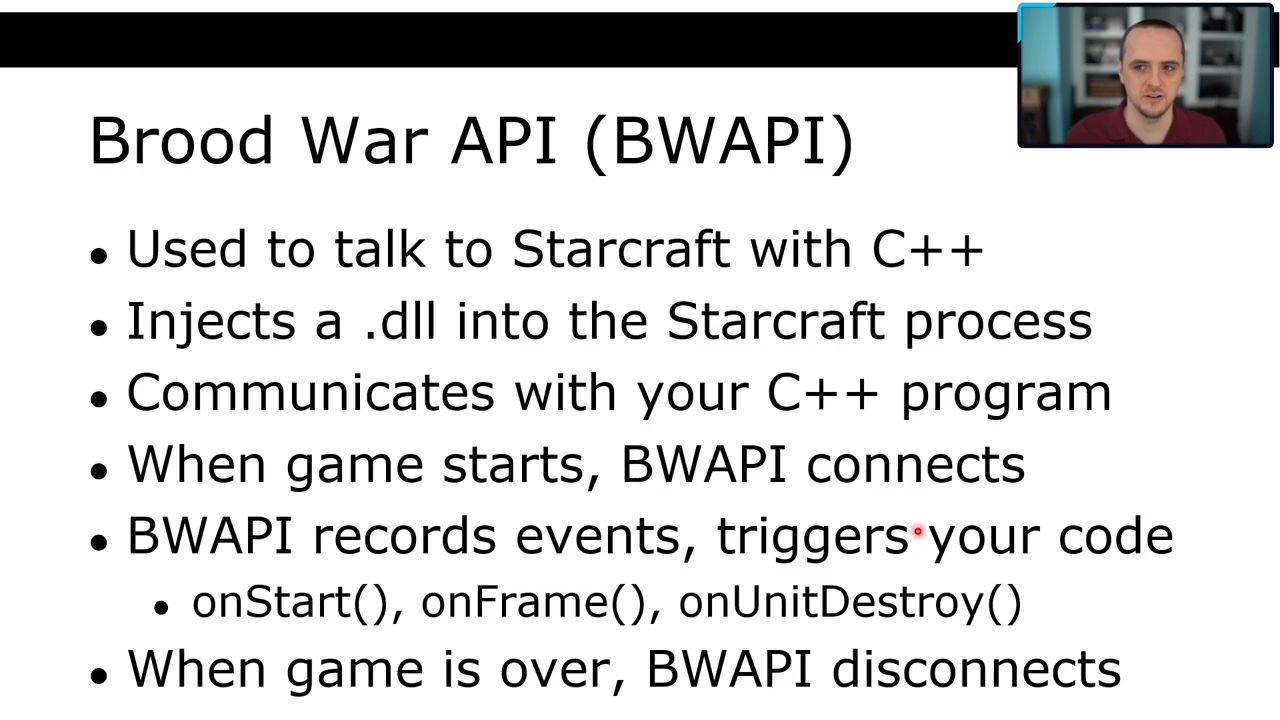 Brood War API (BWAPI)
• Used to talk to Starcraft with C++
• Injects a .dll into the Starcraft process
• Communicates with your C++ program
• When game starts, BWAPI connects
• BWAPI records events, triggers your code
• onStart(), onFrame(), onUnitDestroy()
• When game is over, BWAPI disconnects